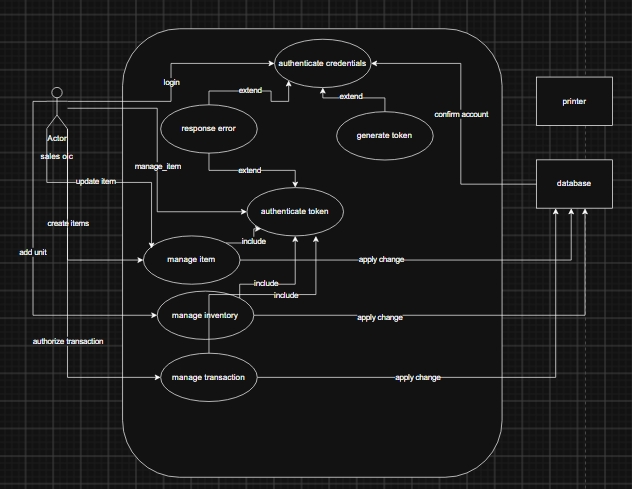 authenticate credentials
login
extend
extend
printer
confirm account
response error
generate token
Actor
sales o c
manage_item
extend
update item
database
authenticate token
create items
include
add unit
manage item
apply change
include
include
manage inventory
apply change
authorize transaction
manage transaction
apply change